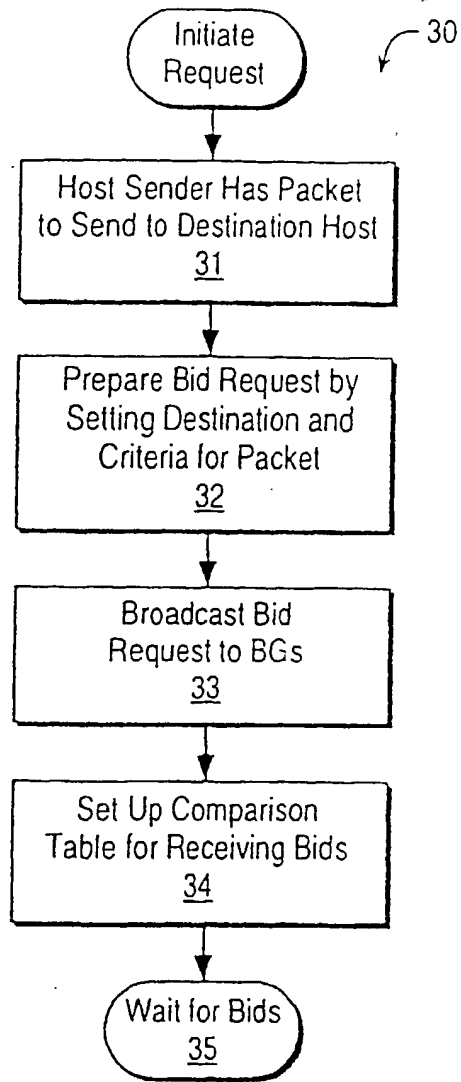 Initiate
Request
30
Host Sender Has Packet
to Send to Destination Host
31
Prepare Bid Request by
Setting Destination and
Criteria for Packet
32
Broadcast Bid
Request to BGs
33
Set Up Comparison
Table for Receiving Bids
34
Wait for Bids
35